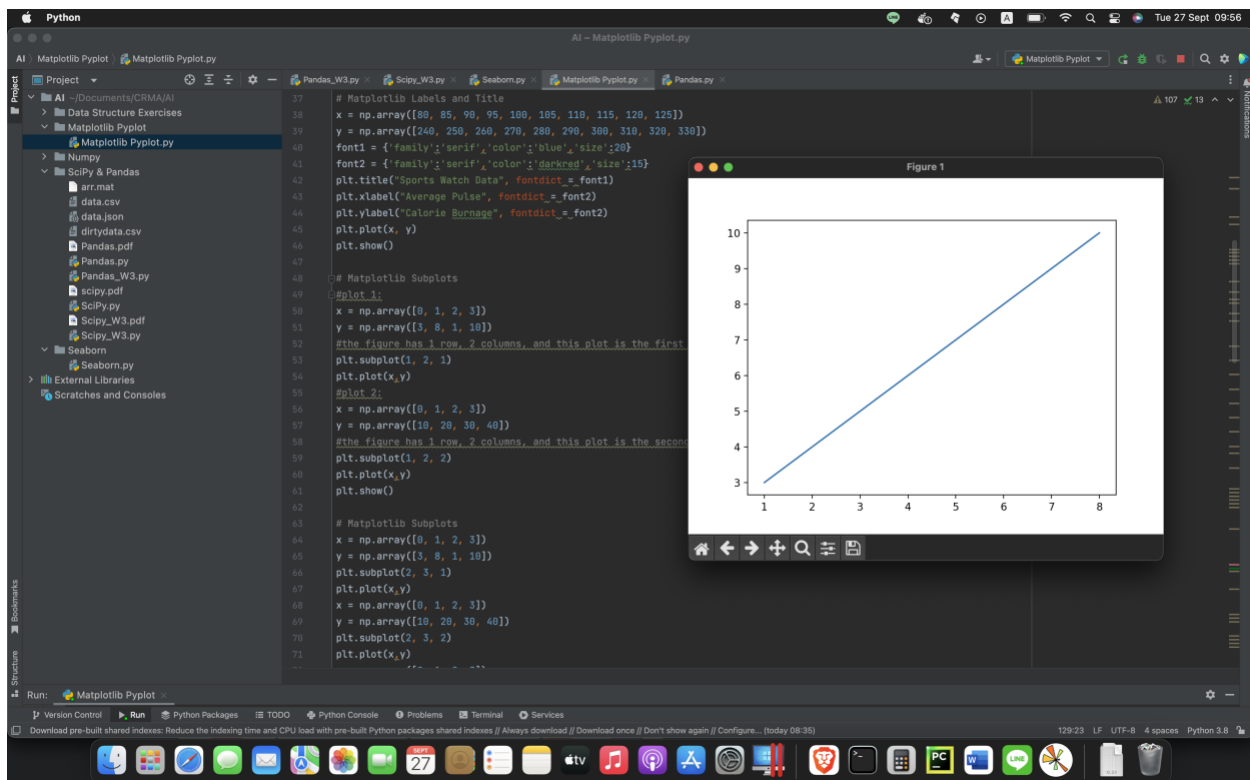 Python
Tue 27 Sept 09:56
AI – Matplotlib Pyplot.py
AI
Matplotlib Pyplot
Matplotlib Pyplot.py
Matplotlib Pyplot
Project
Pandas_W3.py
Scipy_W3.py
Seaborn.py
Matplotlib Pyplot.py
Pandas.py
Project
Notifications
107 13
AI ~/Documents/CRMA/AI
Data Structure Exercises
Matplotlib Pyplot
Matplotlib Pyplot.py
Numpy
SciPy & Pandas
arr.mat
data.csv
data.json
dirtydata.csv
Pandas.pdf
Pandas.py
Pandas_W3.py
scipy.pdf
SciPy.py
Scipy_W3.pdf
Scipy_W3.py
Seaborn
Seaborn.py
External Libraries
Scratches and Consoles
37 # Matplotlib Labels and Title
38 x = np.array([80, 85, 90, 95, 100, 105, 110, 115, 120, 125])
39 y = np.array([240, 250, 260, 270, 280, 290, 300, 310, 320, 330])
40 font1 = {'family':'serif','color':'blue','size':20}
41 font2 = {'family':'serif','color':'darkred','size':15}
42 plt.title("Sports Watch Data", fontdict = font1)
43 plt.xlabel("Average Pulse", fontdict = font2)
44 plt.ylabel("Calorie Burnage", fontdict = font2)
45 plt.plot(x, y)
46 plt.show()
47
48 # Matplotlib Subplots
49 #plot 1:
50 x = np.array([0, 1, 2, 3])
51 y = np.array([3, 8, 1, 10])
52 #the figure has 1 row, 2 columns, and this plot is the first
53 plt.subplot(1, 2, 1)
54 plt.plot(x,y)
55 #plot 2:
56 x = np.array([0, 1, 2, 3])
57 y = np.array([10, 20, 30, 40])
58 #the figure has 1 row, 2 columns, and this plot is the second
59 plt.subplot(1, 2, 2)
60 plt.plot(x,y)
61 plt.show()
62
63 # Matplotlib Subplots
64 x = np.array([0, 1, 2, 3])
65 y = np.array([3, 8, 1, 10])
66 plt.subplot(2, 3, 1)
67 plt.plot(x,y)
68 x = np.array([0, 1, 2, 3])
69 y = np.array([10, 20, 30, 40])
70 plt.subplot(2, 3, 2)
71 plt.plot(x,y)
Figure 1
10
9
8
7
6
5
4
3
1 2 3 4 5 6 7 8
Bookmarks
Structure
Run: Matplotlib Pyplot
Version Control Run Python Packages TODO Python Console Problems Terminal Services
Download pre-built shared indexes: Reduce the indexing time and CPU load with pre-built Python packages shared indexes // Always download // Download once // Don't show again // Configure... (today 08:35)
129:23 LF UTF-8 4 spaces Python 3.8
SEPT
27
tv
PC
W
LINE